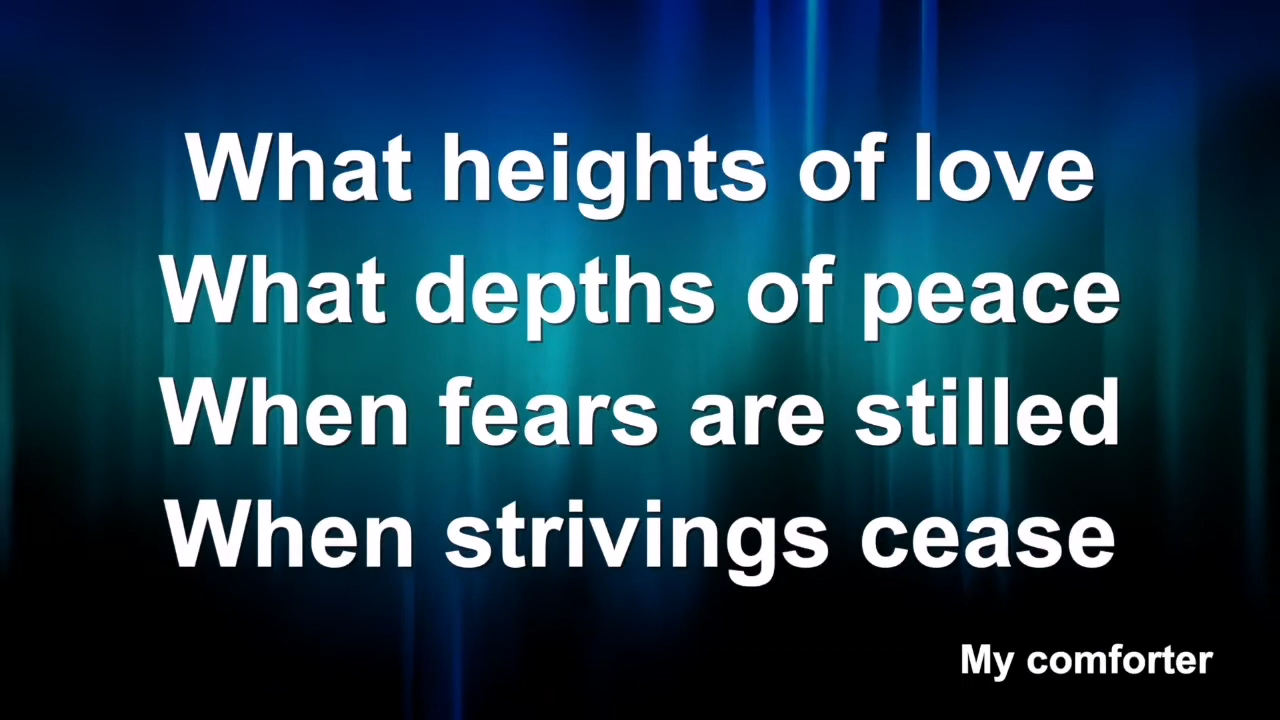 What heights of love
What depths of peace
When fears are stilled
When strivings cease
My comforter